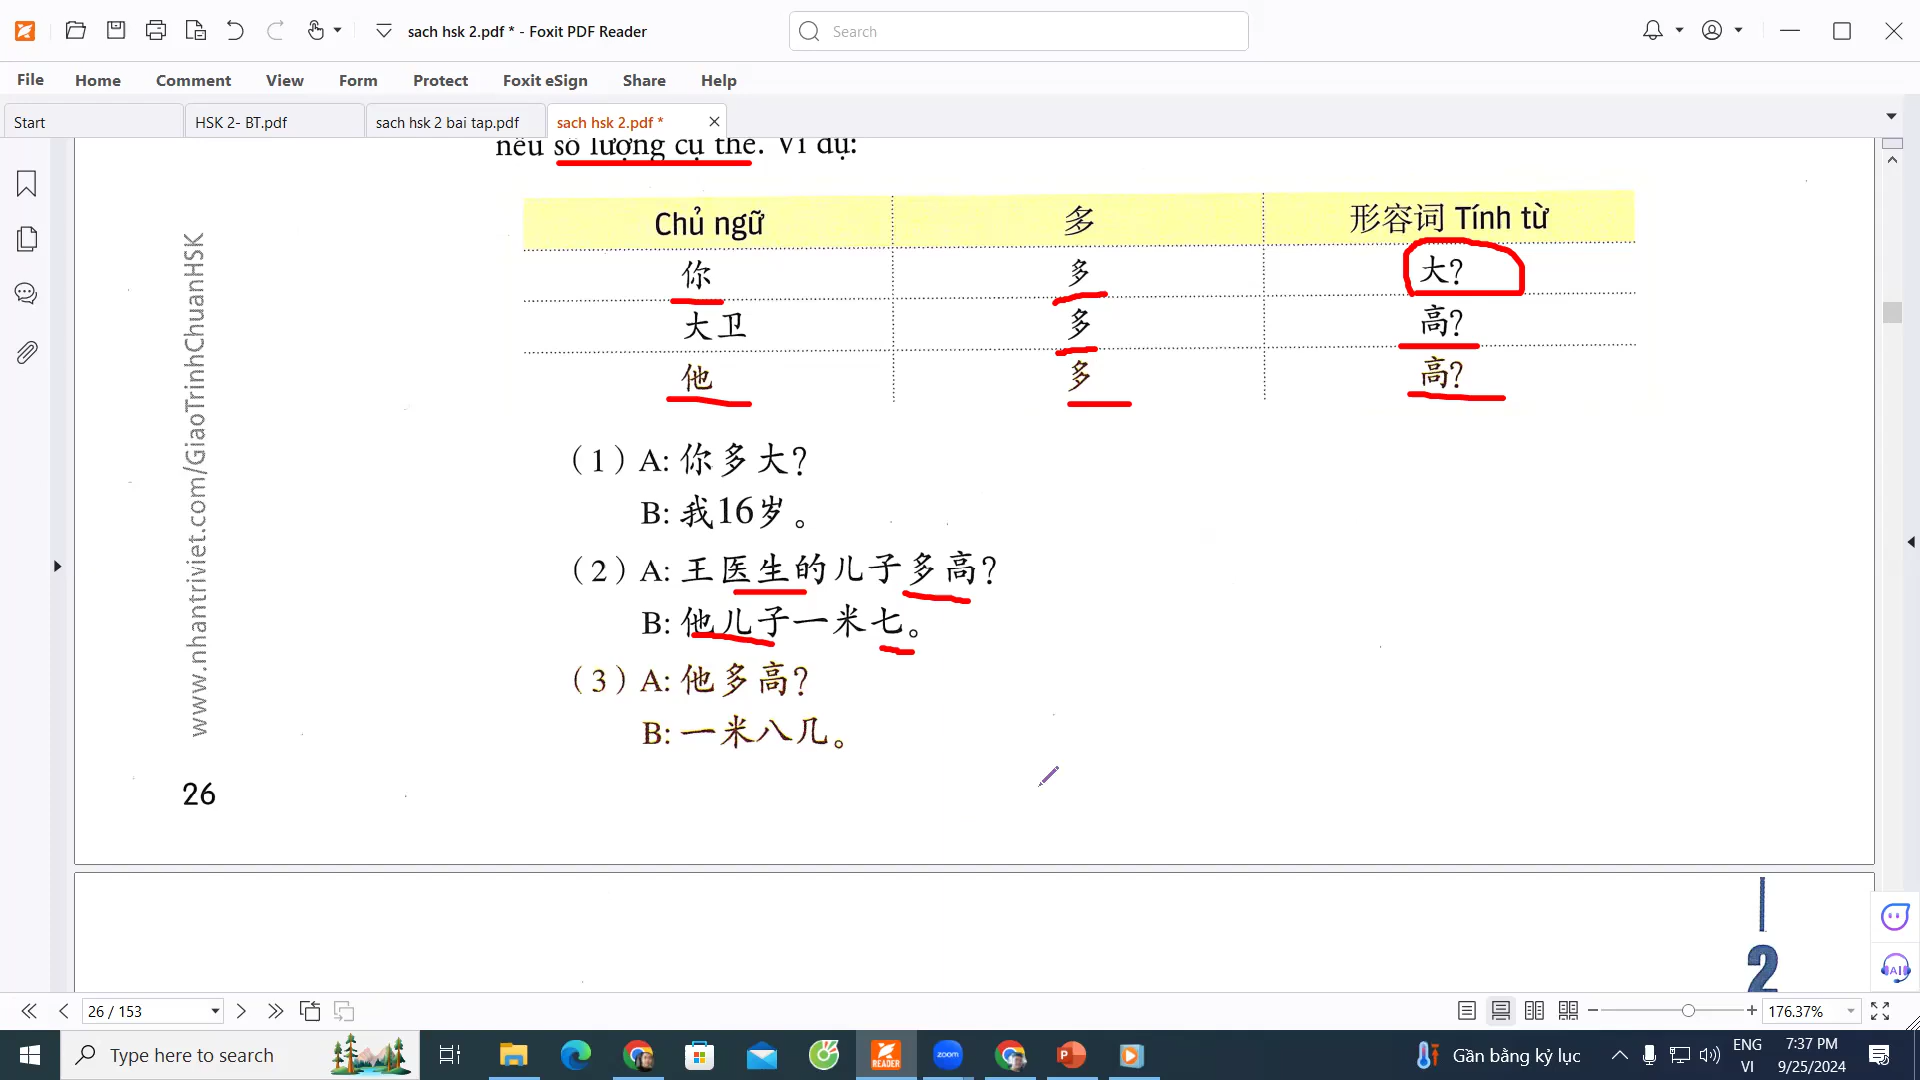 sach hsk 2.pdf * - Foxit PDF Reader
Search
File Home Comment View Form Protect Foxit eSign Share Help
Start
HSK 2- BT.pdf
sach hsk 2 bai tap.pdf
sach hsk 2.pdf *
nêu số lượng cụ thể. Ví dụ:
Chủ ngữ 多 形容词 Tính từ
你 多 大?
大卫 多 高?
他 多 高?
(1) A: 你多大?
B: 我16岁。
(2) A: 王医生的儿子多高?
B: 他儿子一米七。
(3) A: 他多高?
B: 一米八几。
www.nhantriviet.com/GiaoTrinhChuanHSK
26
2
26 / 153
176.37%
Type here to search
zoom
READER
AI
Gần bằng kỷ lục
ENG
VI
7:37 PM
9/25/2024